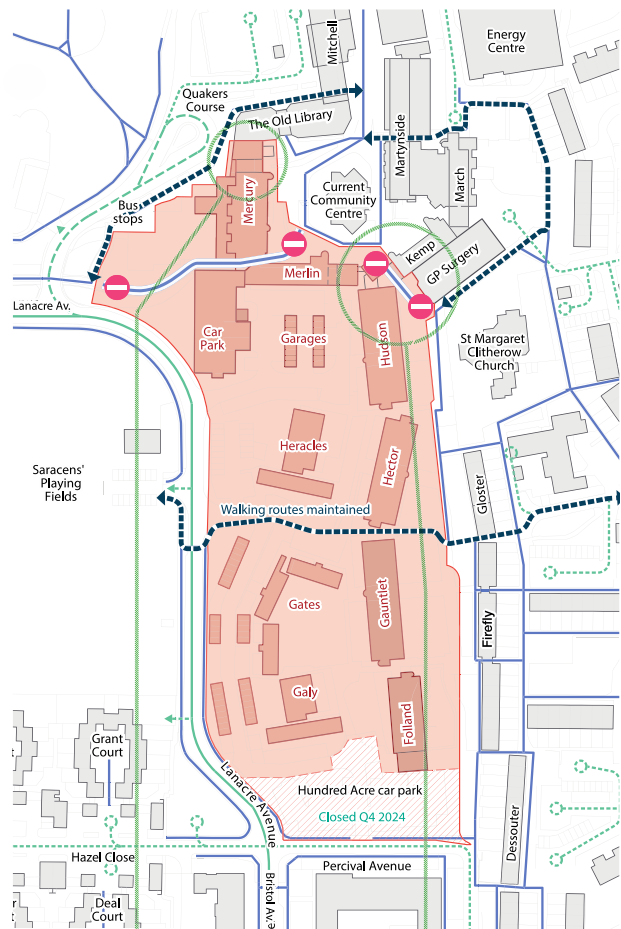 Mitchell
Energy
Centre
Quakers
Course
The Old Library
Martynside
March
Bus
stops
Mercury
Current
Community
Centre
Kemp
GP Surgery
Merlin
Lanacre Av.
Car
Park
Garages
Hudson
St Margaret
Clitherow
Church
Heracles
Hector
Saracens'
Playing
Fields
Gloster
Walking routes maintained
Gates
Gauntlet
Firefly
Galy
Folland
Grant
Court
Lanacre Avenue
Hundred Acre car park
Closed Q4 2024
Dessouter
Hazel Close
Percival Avenue
Deal
Court
Bristol Av.